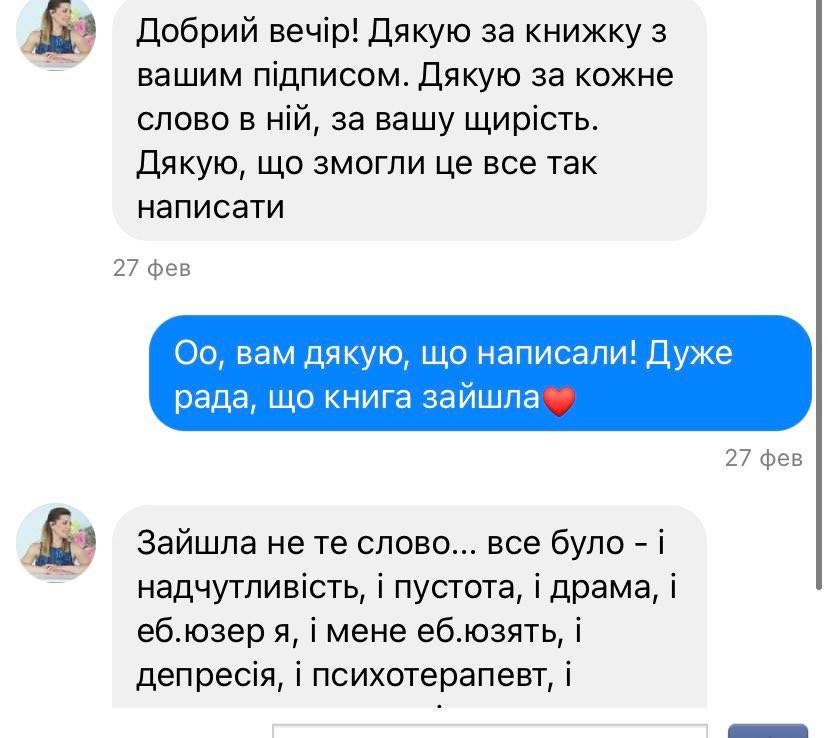 Добрий вечір! Дякую за книжку з
вашим підписом. Дякую за кожне
слово в ній, за вашу щирість.
Дякую, що змогли це все так
написати
27 фев
Оо, вам дякую, що написали! Дуже
рада, що книга зайшла❤️
27 фев
Зайшла не те слово... все було - і
надчутливість, і пустота, і драма, і
еб.юзер я, і мене еб.юзять, і
депресія, і психотерапевт, і